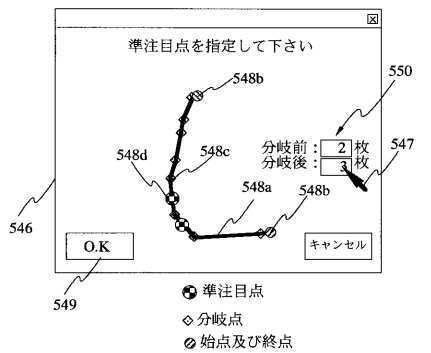 準注目点を指定して下さい
548b
550
分岐前：2枚
分岐後：3枚
547
548c
548d
548a
548b
546
O.K
キャンセル
549
準注目点
分岐点
始点及び終点